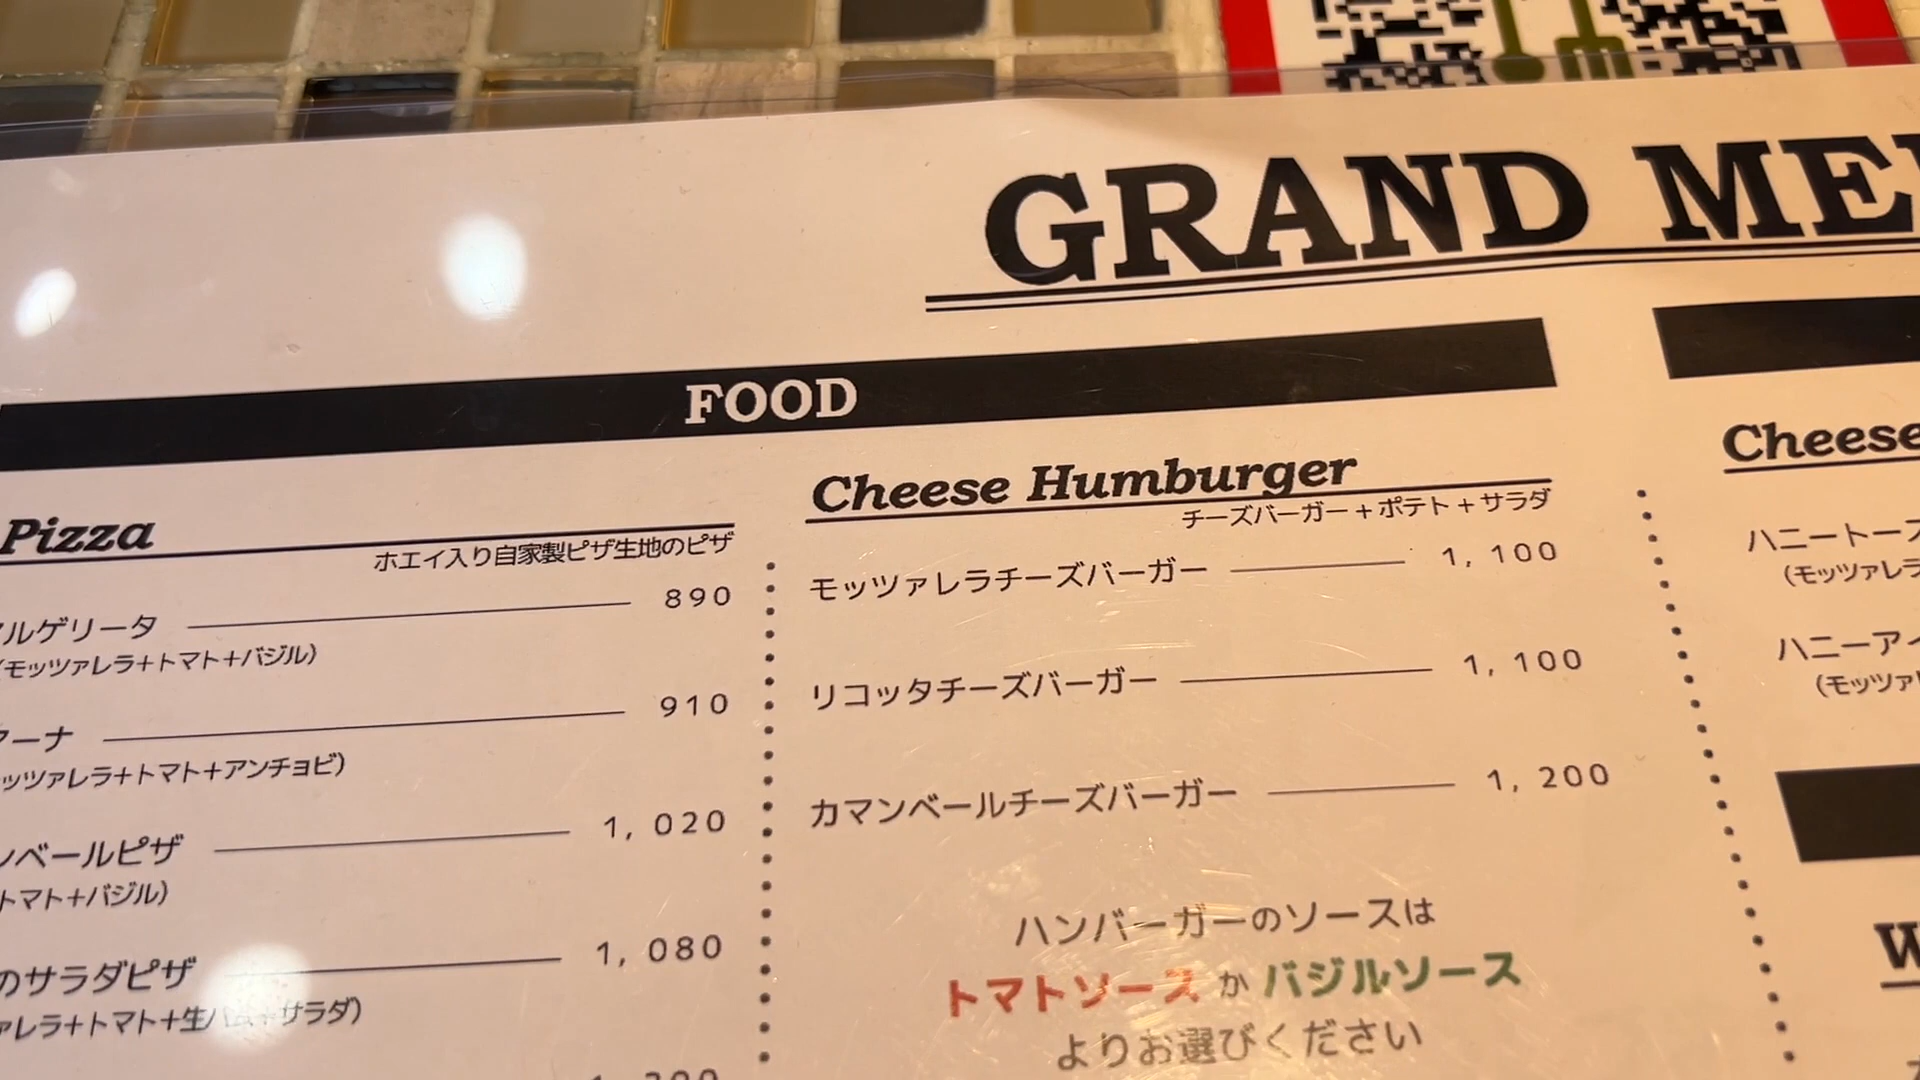 GRAND
FOOD
Pizza
ホエイ入り自家製ピザ生地のピザ
ルゲリータ 890
(モッツァレラ+トマト+バジル)
アーナ 910
ッツァレラ+トマト+アンチョビ)
ンベールピザ 1,020
トマト+バジル)
のサラダピザ 1,080
ァレラ+トマト+生ハム+サラダ)
Cheese Humburger
チーズバーガー+ポテト+サラダ
モッツァレラチーズバーガー 1,100
リコッタチーズバーガー 1,100
カマンベールチーズバーガー 1,200
ハンバーガーのソースは
トマトソース か バジルソース
よりお選びください
Cheese
ハニートース
(モッツァレラ
ハニーアイ
(モッツァ